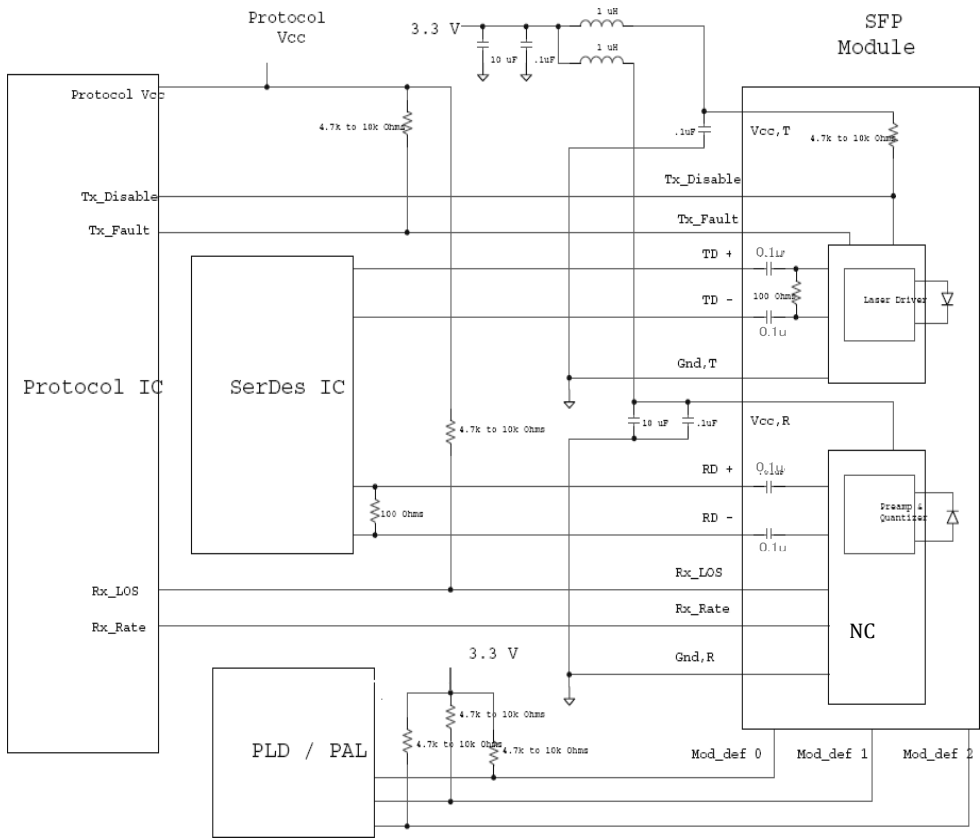 Protocol
Vcc
3.3 V
1 uH
1 uH
10 uF
.1uF
SFP
Module
Protocol Vcc
4.7k to 10k Ohms
.1uF
Vcc,T
4.7k to 10k Ohms
Tx_Disable
Tx_Disable
Tx_Fault
Tx_Fault
TD +
0.1u
100 Ohms
Laser Driver
TD -
0.1u
Protocol IC
SerDes IC
Gnd,T
10 uF
.1uF
Vcc,R
4.7k to 10k Ohms
RD +
0.1u
100 Ohms
Preamp &
Quantizer
RD -
0.1u
Rx_LOS
Rx_LOS
Rx_Rate
Rx_Rate
NC
3.3 V
Gnd,R
4.7k to 10k Ohms
4.7k to 10k Ohms
4.7k to 10k Ohms
PLD / PAL
Mod_def 0
Mod_def 1
Mod_def 2